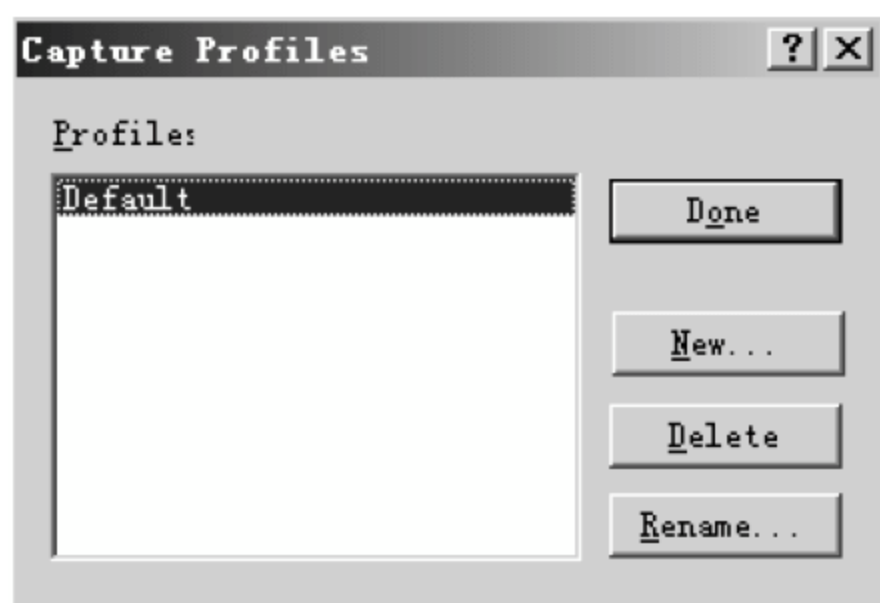 Capture Profiles
Profiles
Default
Done
New...
Delete
Rename...